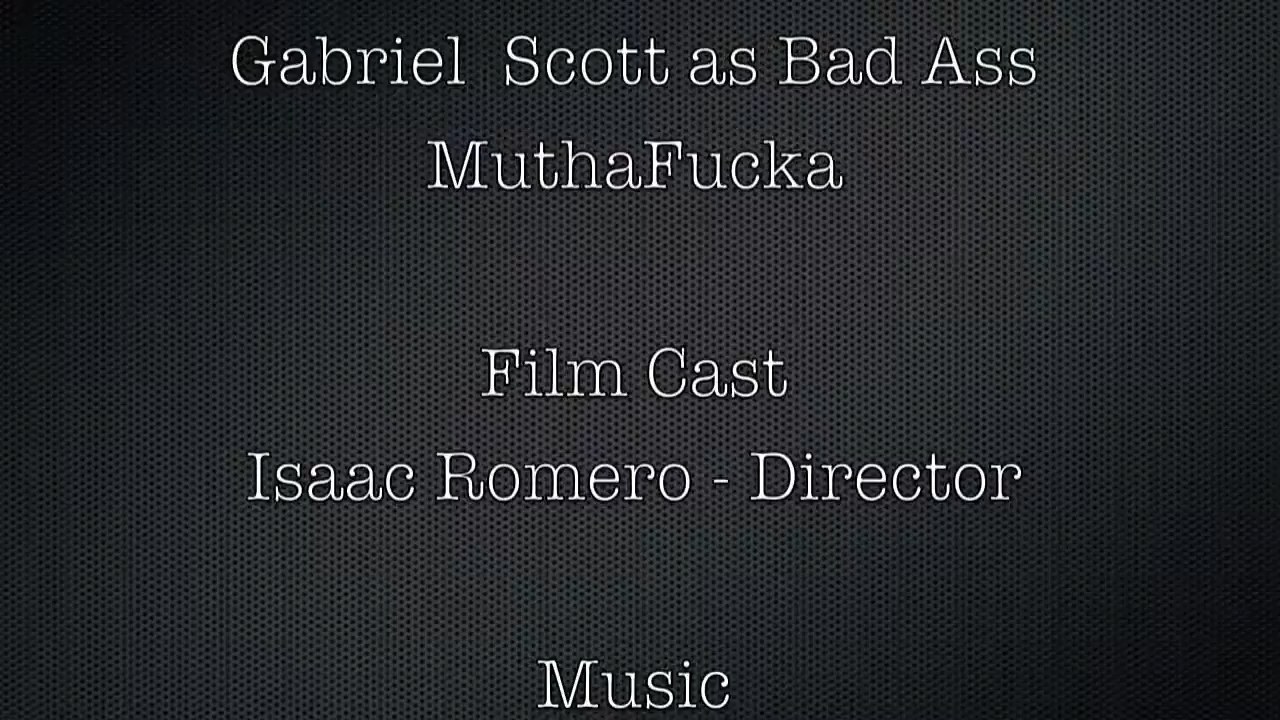 Gabriel  Scott as Bad Ass
MuthaFucka
Film Cast
Isaac Romero - Director
Music